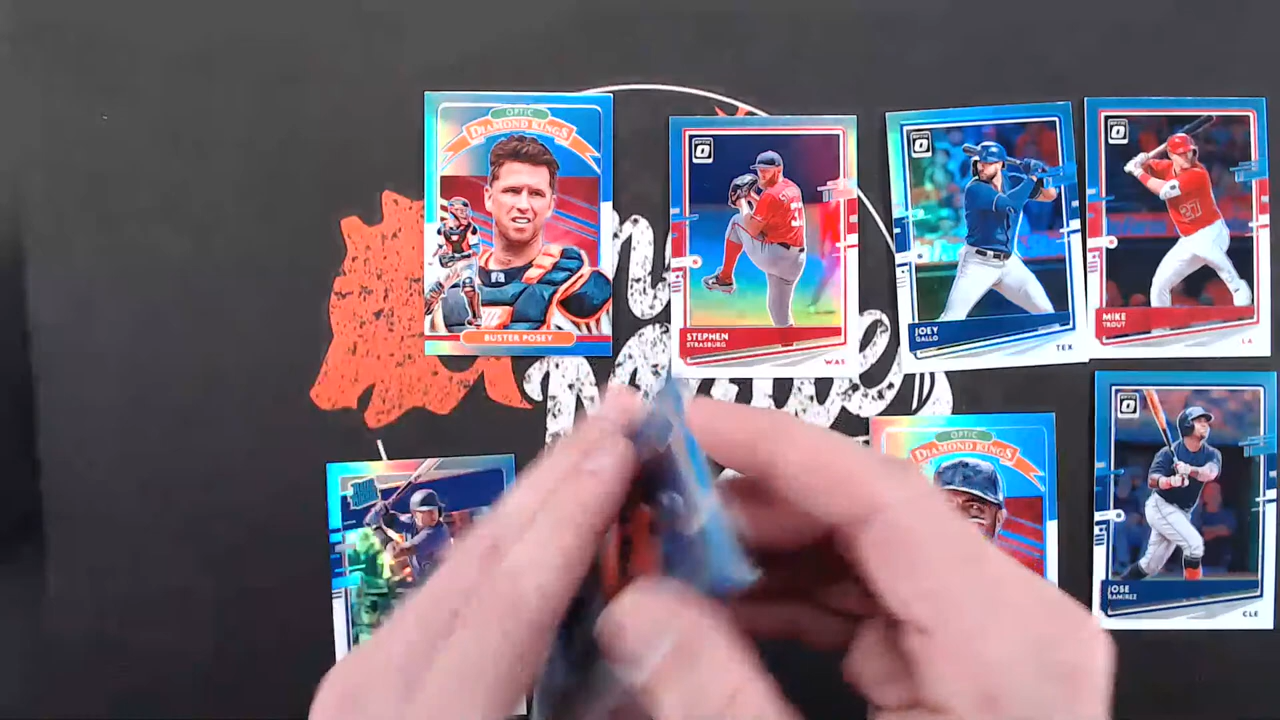 OPTIC
DIAMOND KINGS
BUSTER POSEY
OPTIC
STEPHEN
STRASBURG
WAS
OPTIC
JOEY
GALLO
TEX
OPTIC
MIKE
TROUT
LA
27
OPTIC
DIAMOND KINGS
OPTIC
JOSE
RAMIREZ
CLE